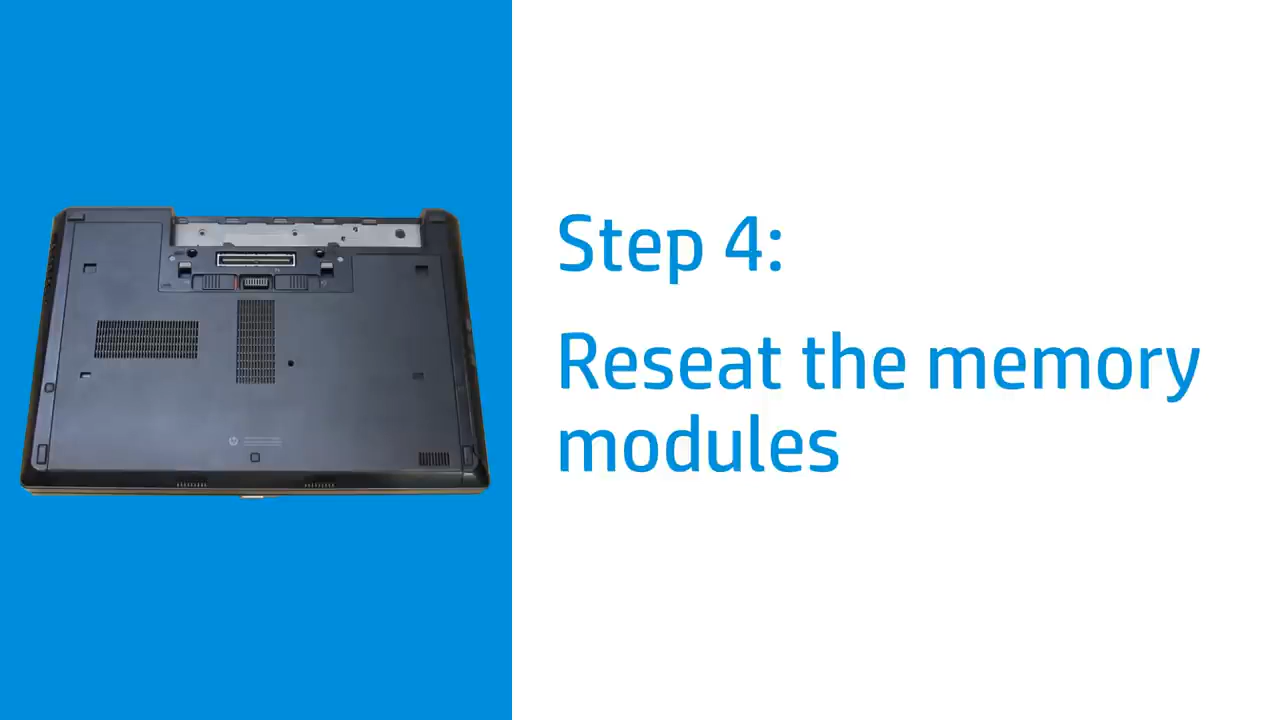 Step 4:
Reseat the memory
modules